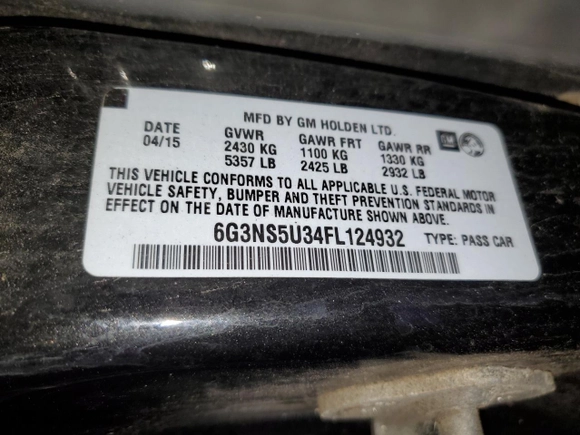 MFD BY GM HOLDEN LTD.
DATE GVWR GAWR FRT GAWR RR
04/15 2430 KG 1100 KG 1330 KG
5357 LB 2425 LB 2932 LB
THIS VEHICLE CONFORMS TO ALL APPLICABLE U.S. FEDERAL MOTOR
VEHICLE SAFETY, BUMPER AND THEFT PREVENTION STANDARDS IN
EFFECT ON THE DATE OF MANUFACTURE SHOWN ABOVE.
6G3NS5U34FL124932 TYPE: PASS CAR